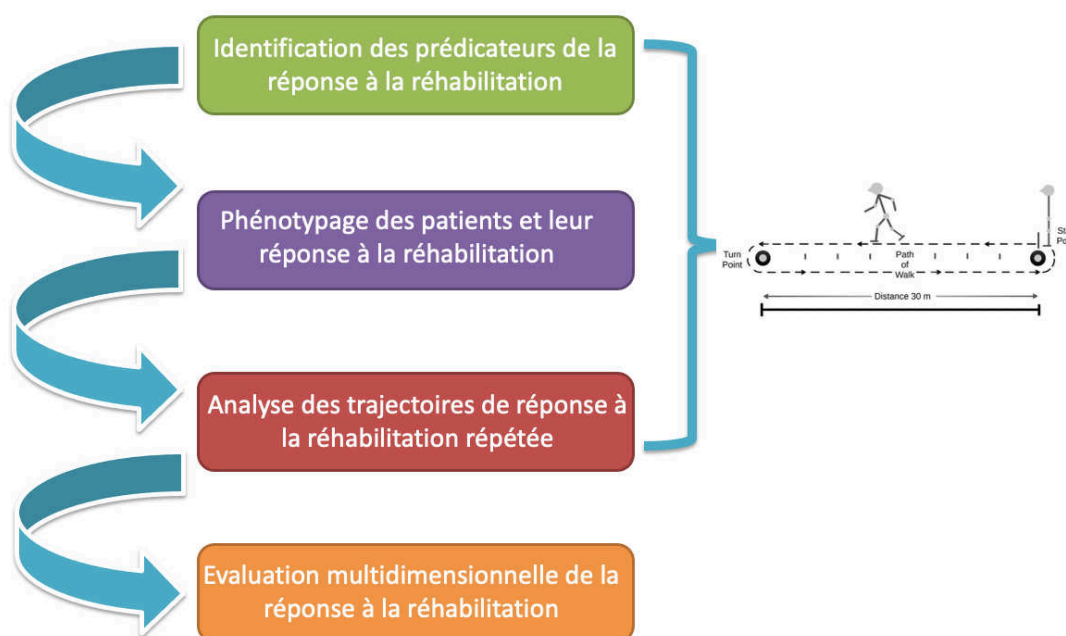 Identification des prédicateurs de la
réponse à la réhabilitation
Phénotypage des patients et leur
réponse à la réhabilitation
Analyse des trajectoires de réponse à
la réhabilitation répétée
Evaluation multidimensionnelle de la
réponse à la réhabilitation
Turn
Point
Path
of
Walk
Distance 30 m